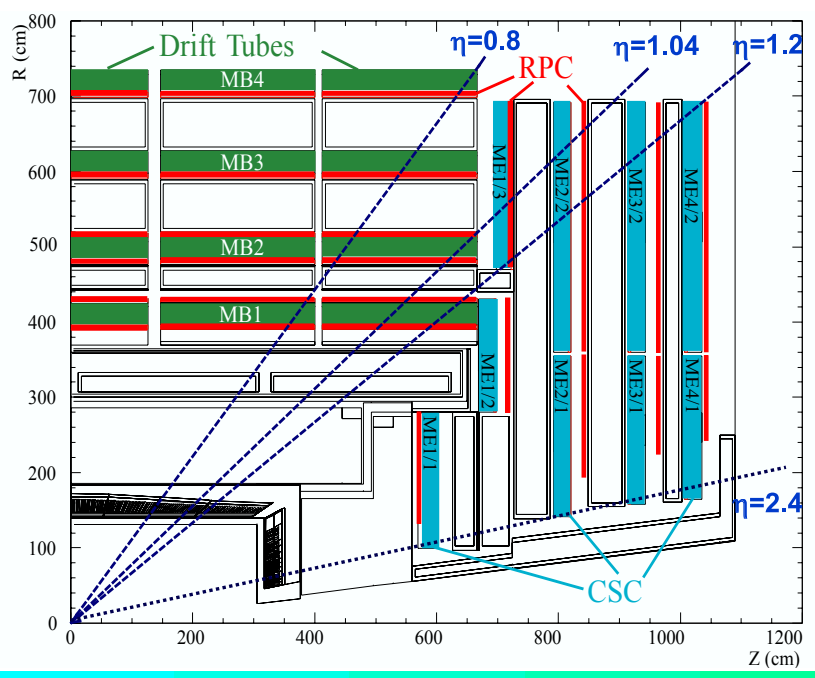 R (cm)
800
700
600
500
400
300
200
100
0
Drift Tubes
η=0.8
η=1.04
η=1.2
RPC
MB4
MB3
MB2
MB1
ME1/3
ME2/2
ME3/2
ME4/2
ME1/2
ME2/1
ME3/1
ME4/1
ME1/1
η=2.4
CSC
0
200
400
600
800
1000
1200
Z (cm)